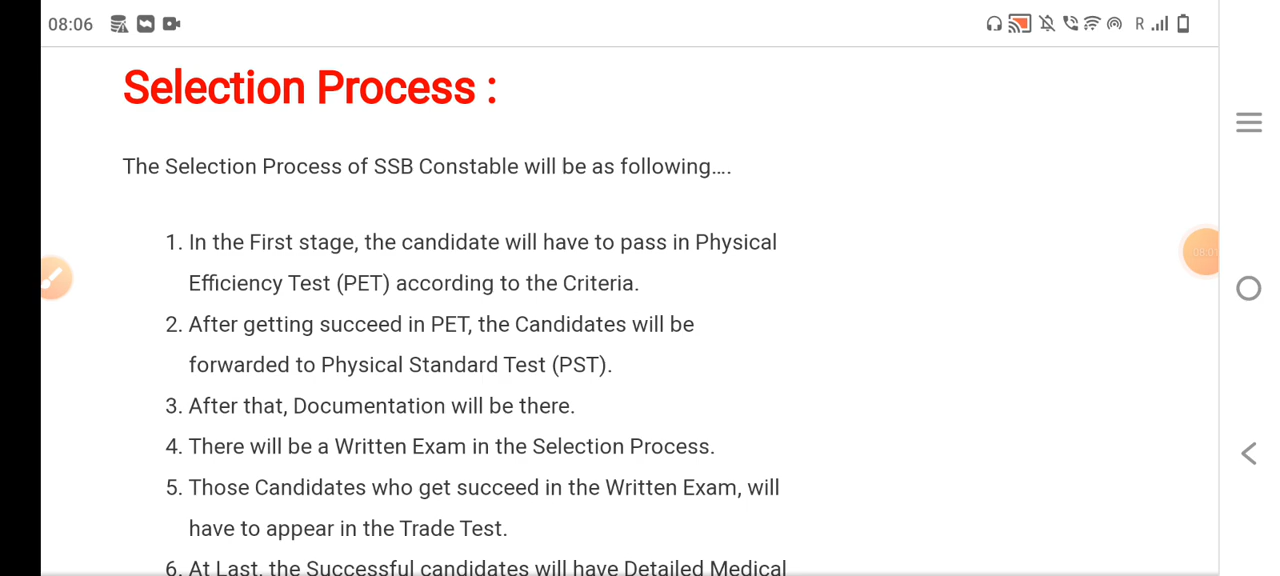 08:06
R
Selection Process :
The Selection Process of SSB Constable will be as following....
1. In the First stage, the candidate will have to pass in Physical
Efficiency Test (PET) according to the Criteria.
2. After getting succeed in PET, the Candidates will be
forwarded to Physical Standard Test (PST).
3. After that, Documentation will be there.
4. There will be a Written Exam in the Selection Process.
5. Those Candidates who get succeed in the Written Exam, will
have to appear in the Trade Test.
6. At Last, the Successful candidates will have Detailed Medical